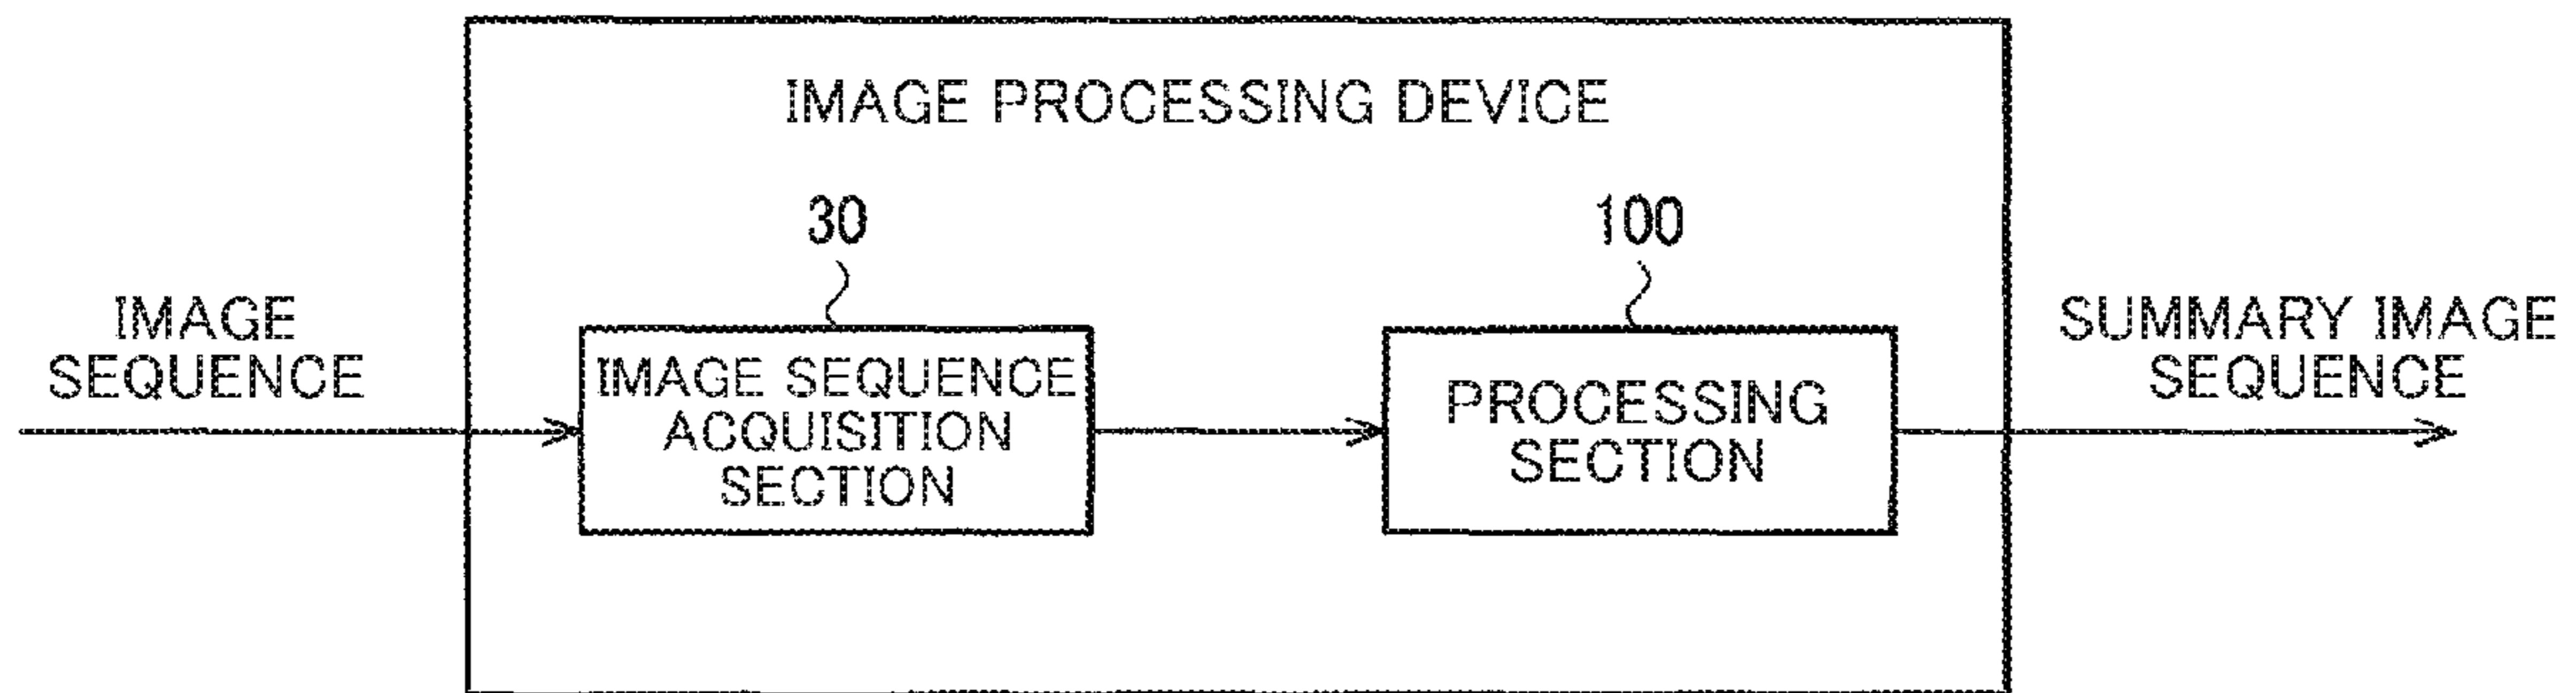 IMAGE PROCESSING DEVICE
30
100
IMAGE
SEQUENCE
IMAGE SEQUENCE
ACQUISITION
SECTION
PROCESSING
SECTION
SUMMARY IMAGE
SEQUENCE